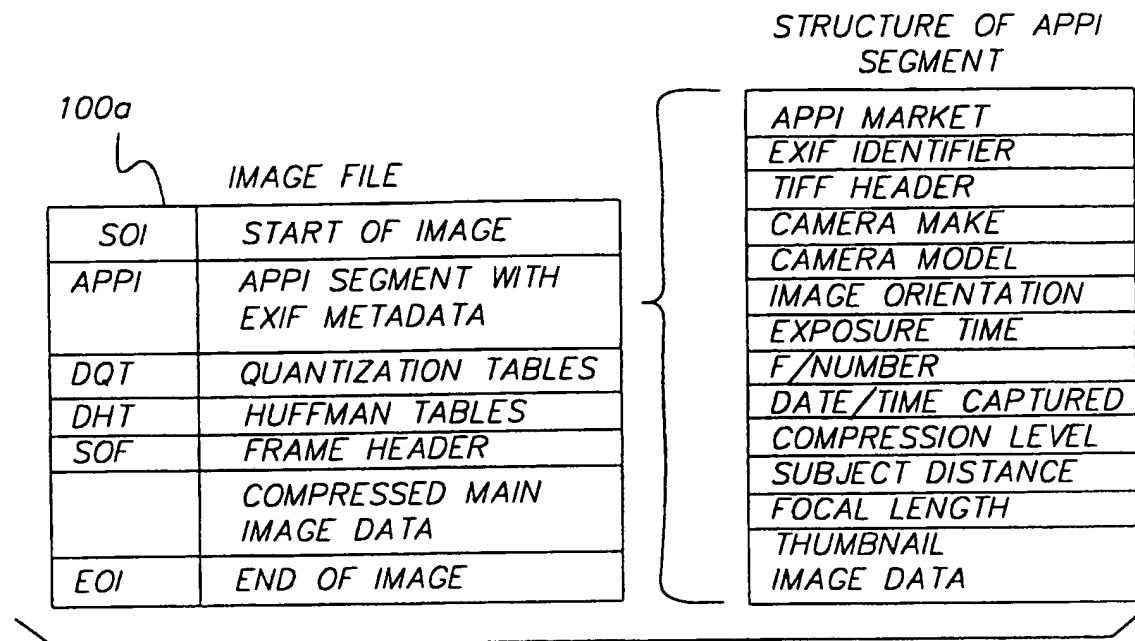 STRUCTURE OF APPI
SEGMENT
100a
IMAGE FILE
SOI START OF IMAGE
APPI APPI SEGMENT WITH
EXIF METADATA
DQT QUANTIZATION TABLES
DHT HUFFMAN TABLES
SOF FRAME HEADER
COMPRESSED MAIN
IMAGE DATA
EOI END OF IMAGE
APPI MARKET
EXIF IDENTIFIER
TIFF HEADER
CAMERA MAKE
CAMERA MODEL
IMAGE ORIENTATION
EXPOSURE TIME
F/NUMBER
DATE/TIME CAPTURED
COMPRESSION LEVEL
SUBJECT DISTANCE
FOCAL LENGTH
THUMBNAIL
IMAGE DATA